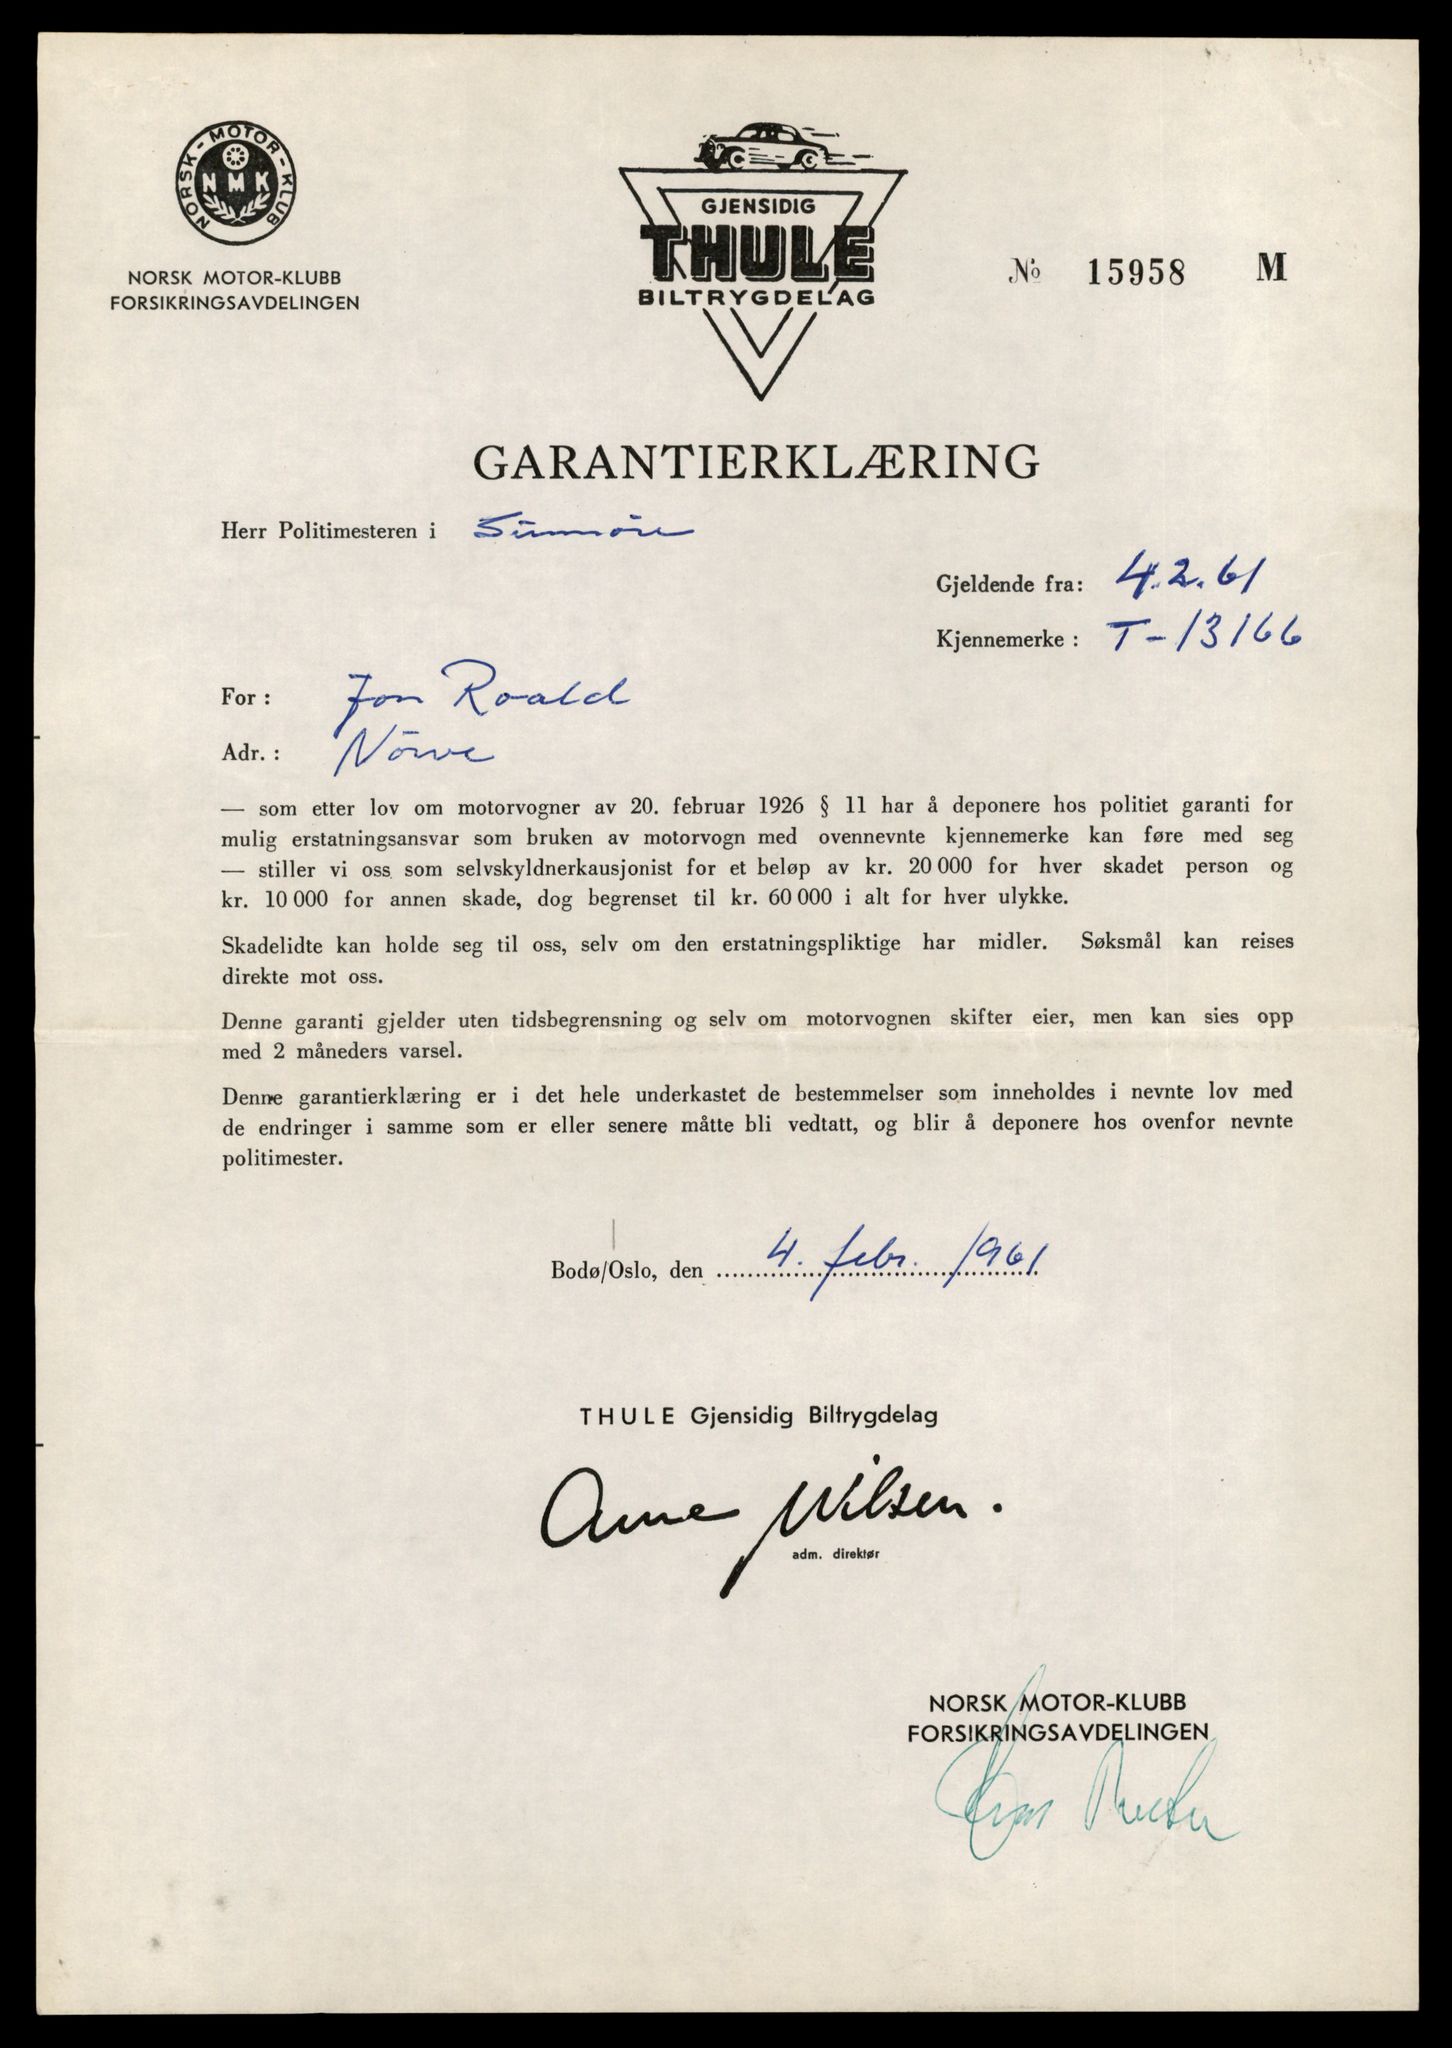 NORSK - MOTOR - KLUBB
NMK
NORSK MOTOR-KLUBB
FORSIKRINGSAVDELINGEN
GJENSIDIG
THULE
BILTRYGDELAG
№ 15958 M
GARANTIERKLÆRING
Herr Politimesteren i Sunmöre
Gjeldende fra: 4.2.61
Kjennemerke : T-13166
For : Jon Roald
Adr. : Nörve
— som etter lov om motorvogner av 20. februar 1926 § 11 har å deponere hos politiet garanti for
mulig erstatningsansvar som bruken av motorvogn med ovennevnte kjennemerke kan føre med seg
— stiller vi oss som selvskyldnerkausjonist for et beløp av kr. 20 000 for hver skadet person og
kr. 10 000 for annen skade, dog begrenset til kr. 60 000 i alt for hver ulykke.
Skadelidte kan holde seg til oss, selv om den erstatningspliktige har midler. Søksmål kan reises
direkte mot oss.
Denne garanti gjelder uten tidsbegrensning og selv om motorvognen skifter eier, men kan sies opp
med 2 måneders varsel.
Denne garantierklæring er i det hele underkastet de bestemmelser som inneholdes i nevnte lov med
de endringer i samme som er eller senere måtte bli vedtatt, og blir å deponere hos ovenfor nevnte
politimester.
Bodø/Oslo, den 4. febr. 1961
THULE Gjensidig Biltrygdelag
Arne Nilsen.
adm. direktør
NORSK MOTOR-KLUBB
FORSIKRINGSAVDELINGEN